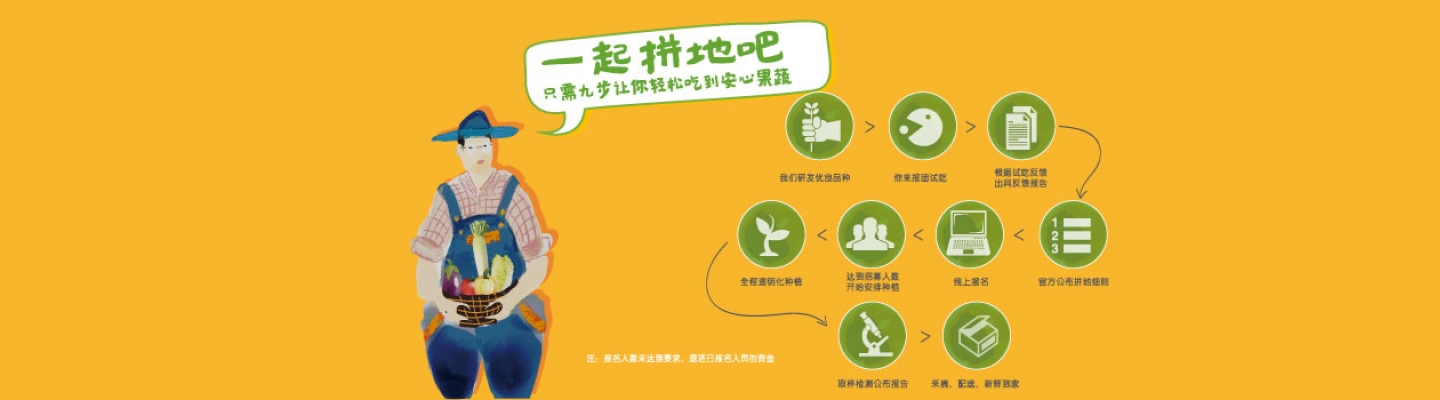 一起拼地吧
只需九步让你轻松吃到安心果蔬
我们研发优良品种
你来报团试吃
根据试吃反馈
出具反馈报告
1
2
3
官方公布拼地细则
线上报名
达到招募人数
开始安排种植
全程透明化种植
取样检测公布报告
采摘、配送、新鲜到家
注：报名人数未达到要求，退还已报名人员的资金